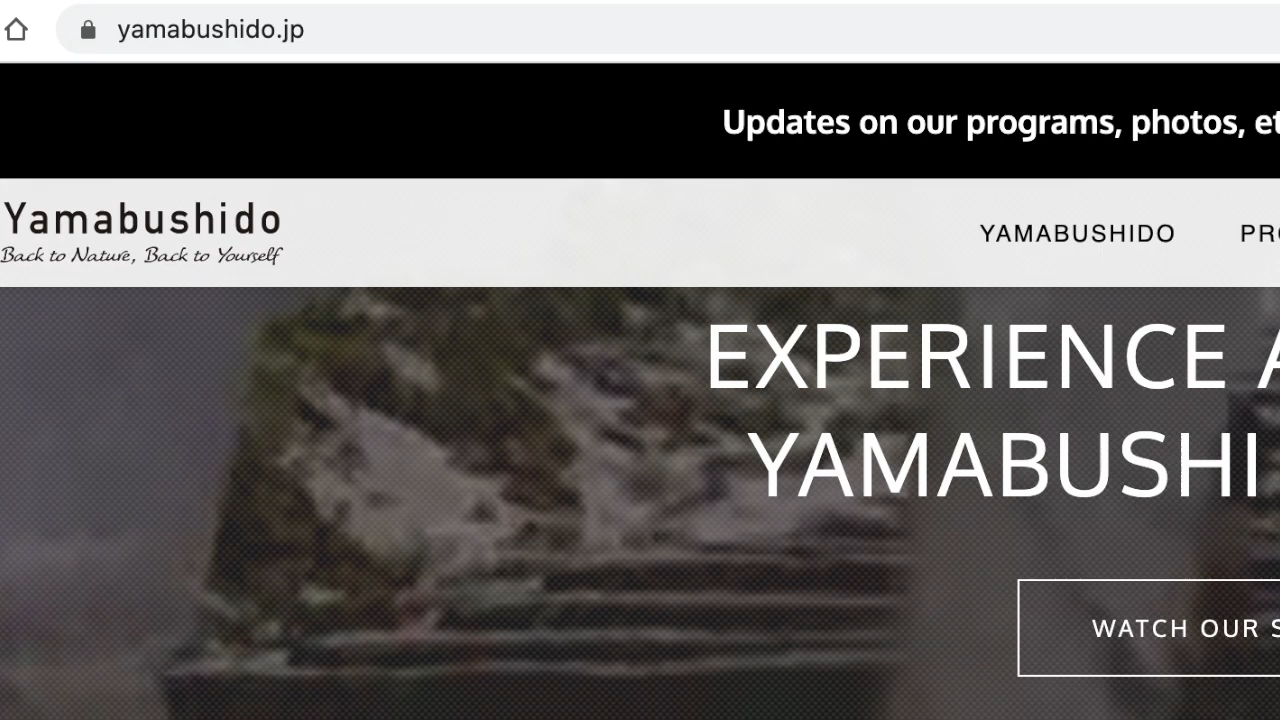 yamabushido.jp
Updates on our programs, photos,
Yamabushido
Back to Nature, Back to Yourself
YAMABUSHIDO
EXPERIENCE A
YAMABUSHI
WATCH OUR